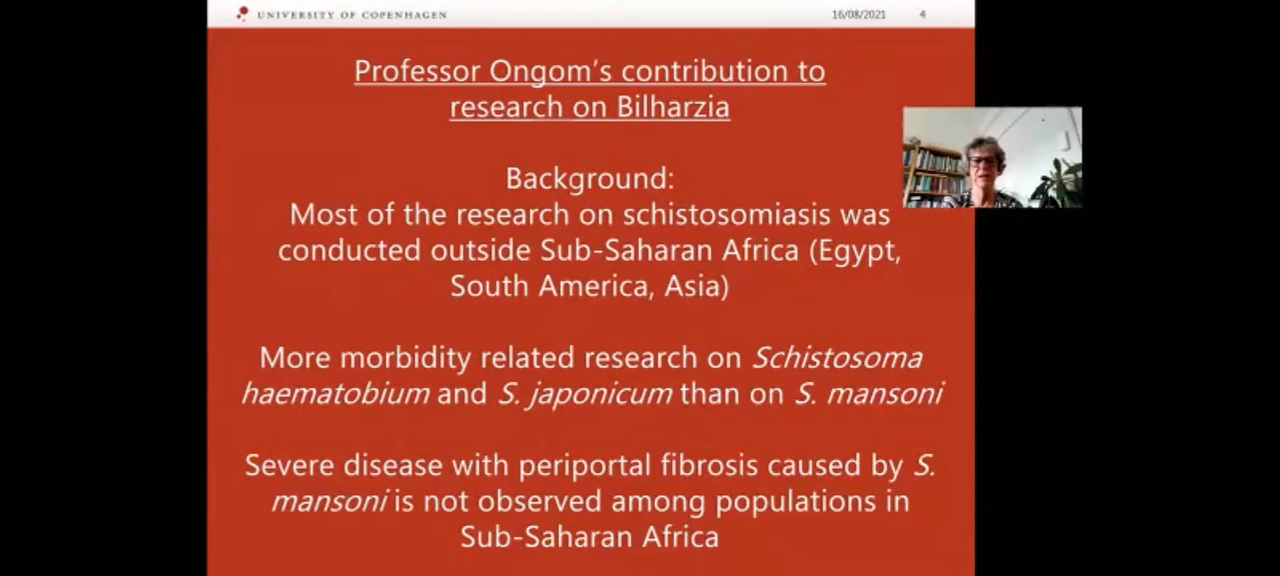 UNIVERSITY OF COPENHAGEN
16/08/2021 4
Professor Ongom's contribution to
research on Bilharzia
Background:
Most of the research on schistosomiasis was
conducted outside Sub-Saharan Africa (Egypt,
South America, Asia)
More morbidity related research on Schistosoma
haematobium and S. japonicum than on S. mansoni
Severe disease with periportal fibrosis caused by S.
mansoni is not observed among populations in
Sub-Saharan Africa